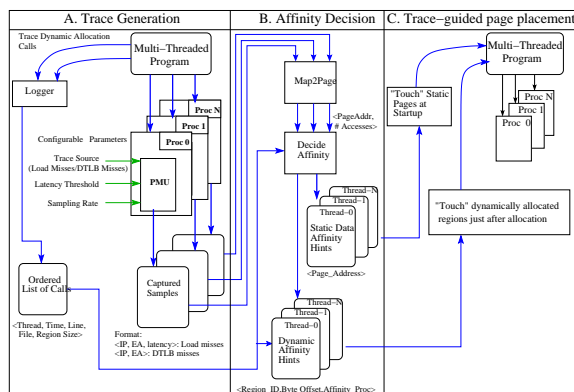 A. Trace Generation
Trace Dynamic Allocation
Calls
Multi-Threaded
Program
Logger
Proc N
Proc 1
Proc 0
Configurable Parameters
Trace Source
(Load Misses/DTLB Misses)
Latency Threshold
Sampling Rate
PMU
Ordered
List of Calls
<Thread, Time, Line,
File, Region Size>
Captured
Samples
Format:
<IP, EA, latency>: Load misses
<IP, EA>: DTLB misses
B. Affinity Decision
Map2Page
<PageAddr,
# Accesses>
Decide
Affinity
Thread-N
Thread-1
Thread-0
Static Data
Affinity
Hints
<Page_Address>
Thread-N
Thread-1
Thread-0
Dynamic
Affinity
Hints
<Region_ID,Byte Offset,Affinity_Proc>
C. Trace-guided page placement
Multi-Threaded
Program
"Touch" Static
Pages at
Startup
Proc N
Proc 1
Proc 0
"Touch" dynamically allocated
regions just after allocation